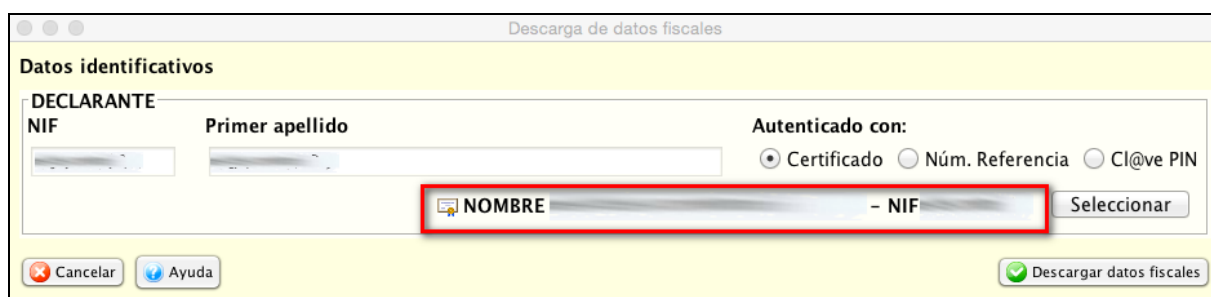 Descarga de datos fiscales
Datos identificativos
DECLARANTE
NIF Primer apellido Autenticado con:
Certificado Núm. Referencia Cl@ve PIN
NOMBRE – NIF Seleccionar
Cancelar Ayuda Descargar datos fiscales